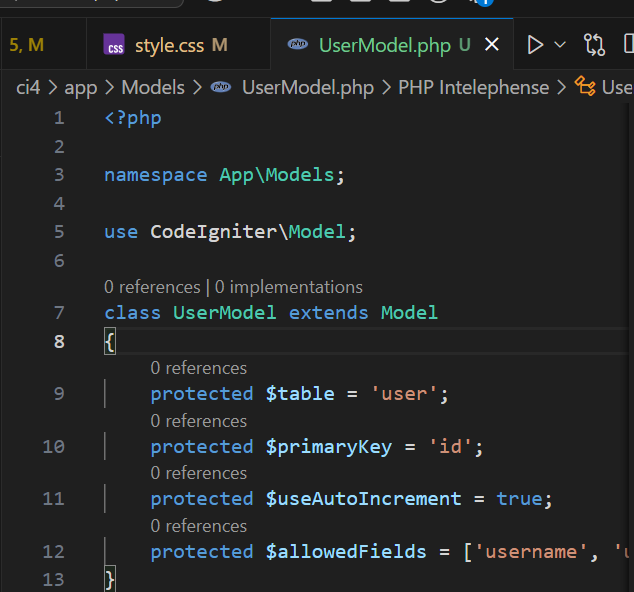 5, M
CSS style.css M
php UserModel.php U
ci4 > app > Models > php UserModel.php > PHP Intelephense >
1 <?php
2
3 namespace App\Models;
4
5 use CodeIgniter\Model;
6
0 references | 0 implementations
7 class UserModel extends Model
8 {
0 references
9 protected $table = 'user';
0 references
10 protected $primaryKey = 'id';
0 references
11 protected $useAutoIncrement = true;
0 references
12 protected $allowedFields = ['username', '
13 }